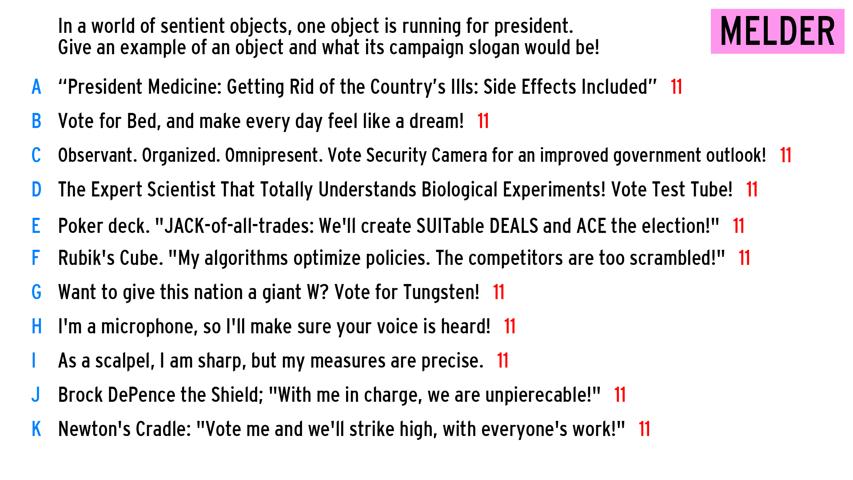 In a world of sentient objects, one object is running for president.
Give an example of an object and what its campaign slogan would be!
MELDER
A “President Medicine: Getting Rid of the Country’s Ills: Side Effects Included” 11
B Vote for Bed, and make every day feel like a dream! 11
C Observant. Organized. Omnipresent. Vote Security Camera for an improved government outlook! 11
D The Expert Scientist That Totally Understands Biological Experiments! Vote Test Tube! 11
E Poker deck. "JACK-of-all-trades: We'll create SUITable DEALS and ACE the election!" 11
F Rubik's Cube. "My algorithms optimize policies. The competitors are too scrambled!" 11
G Want to give this nation a giant W? Vote for Tungsten! 11
H I'm a microphone, so I'll make sure your voice is heard! 11
I As a scalpel, I am sharp, but my measures are precise. 11
J Brock DePence the Shield; "With me in charge, we are unpierecable!" 11
K Newton's Cradle: "Vote me and we'll strike high, with everyone's work!" 11